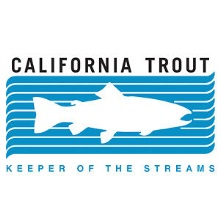 CALIFORNIA TROUT
KEEPER OF THE STREAMS